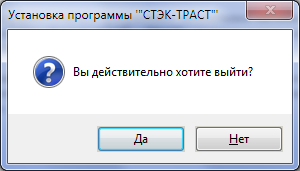 Установка программы '"СТЭК-ТРАСТ"'
Вы действительно хотите выйти?
Да
Нет